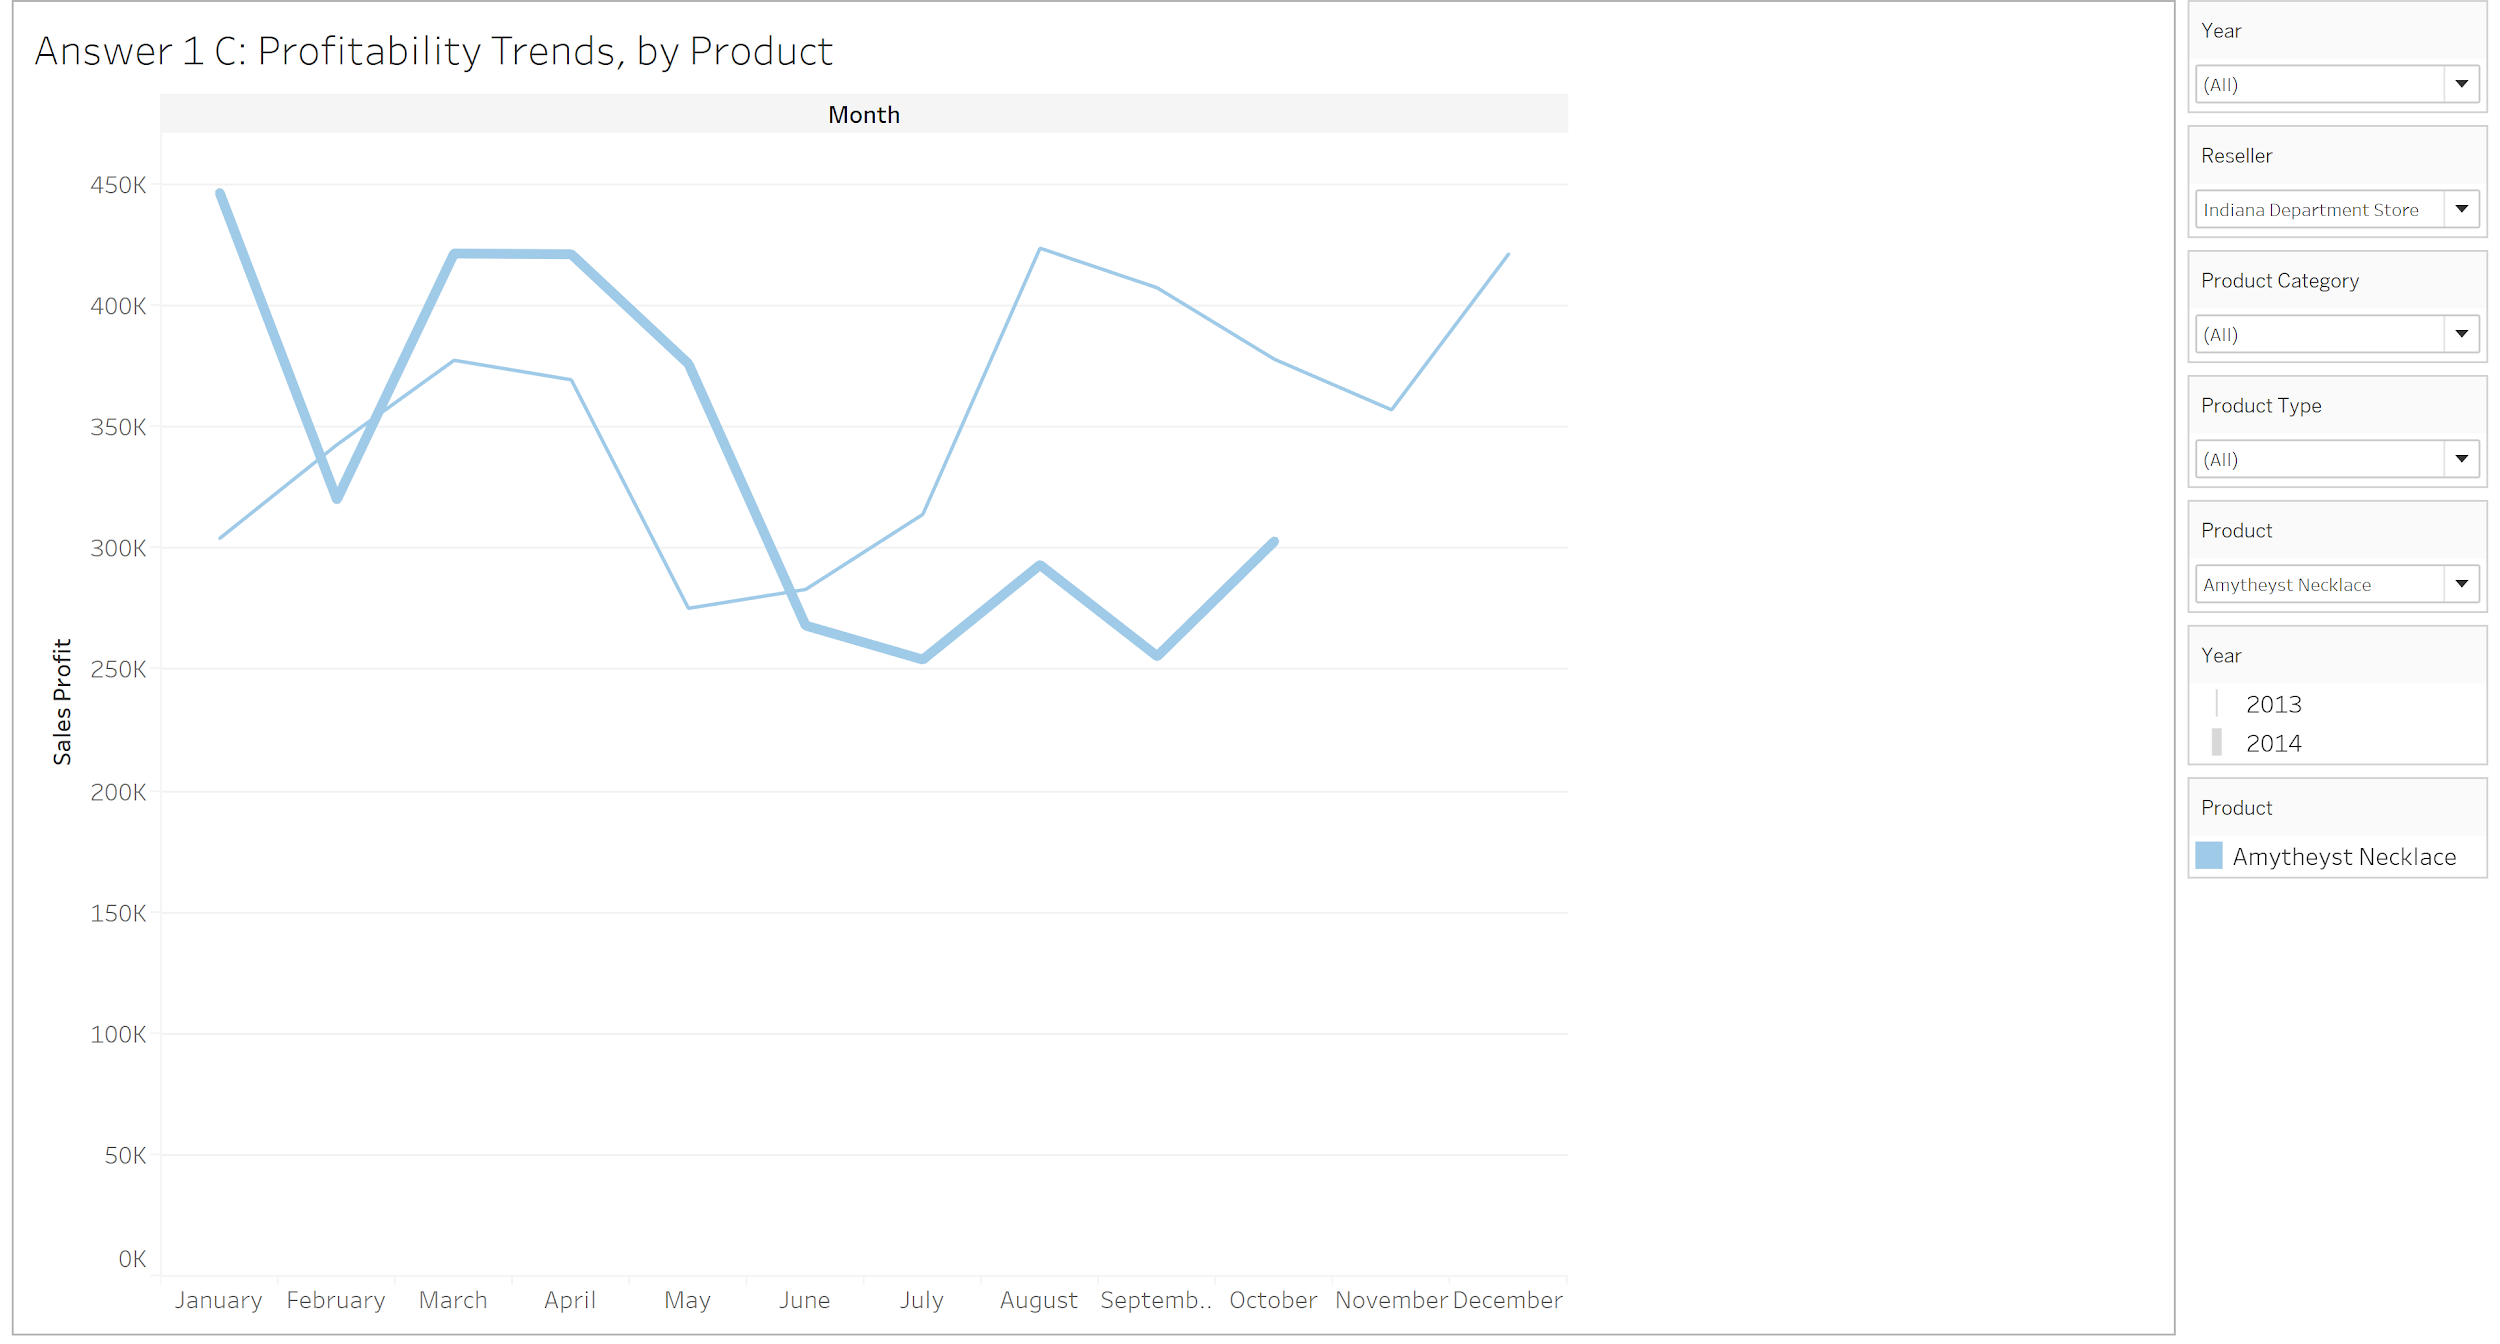 Answer 1 C: Profitability Trends, by Product
Month
450K
400K
350K
300K
250K
200K
150K
100K
50K
0K
Sales Profit
January February March April May June July August Septemb.. October November December
Year
(All)
Reseller
Indiana Department Store
Product Category
(All)
Product Type
(All)
Product
Amytheyst Necklace
Year
2013
2014
Product
Amytheyst Necklace